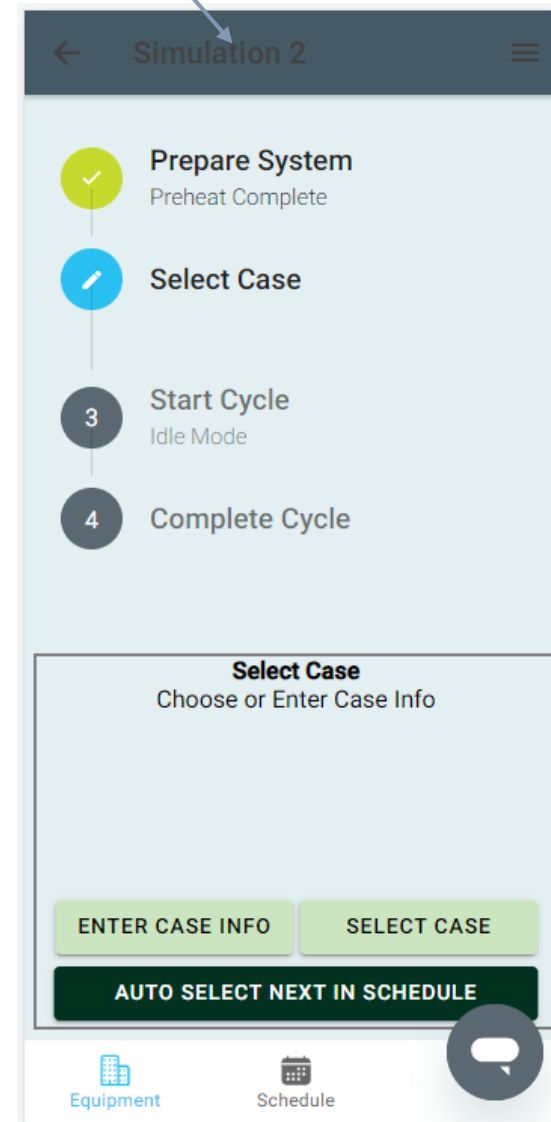 Simulation 2
Prepare System
Preheat Complete
Select Case
3
Start Cycle
Idle Mode
4
Complete Cycle
Select Case
Choose or Enter Case Info
ENTER CASE INFO
SELECT CASE
AUTO SELECT NEXT IN SCHEDULE
Equipment
Schedule